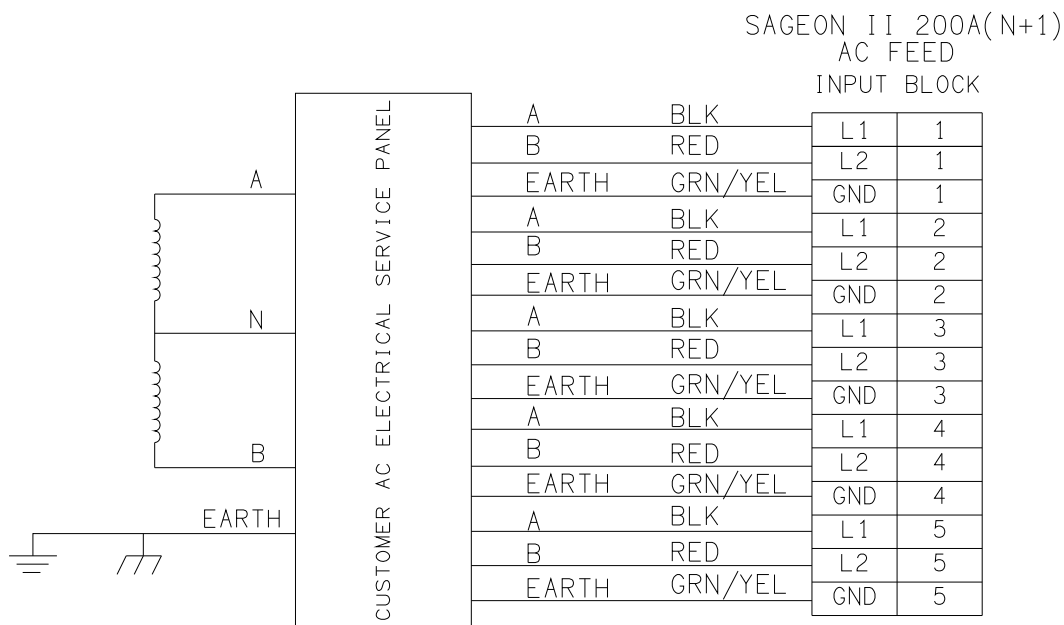 SAGEON II 200A(N+1)
AC FEED
INPUT BLOCK
CUSTOMER AC ELECTRICAL SERVICE PANEL
A
N
B
EARTH
A BLK L1 1
B RED L2 1
EARTH GRN/YEL GND 1
A BLK L1 2
B RED L2 2
EARTH GRN/YEL GND 2
A BLK L1 3
B RED L2 3
EARTH GRN/YEL GND 3
A BLK L1 4
B RED L2 4
EARTH GRN/YEL GND 4
A BLK L1 5
B RED L2 5
EARTH GRN/YEL GND 5